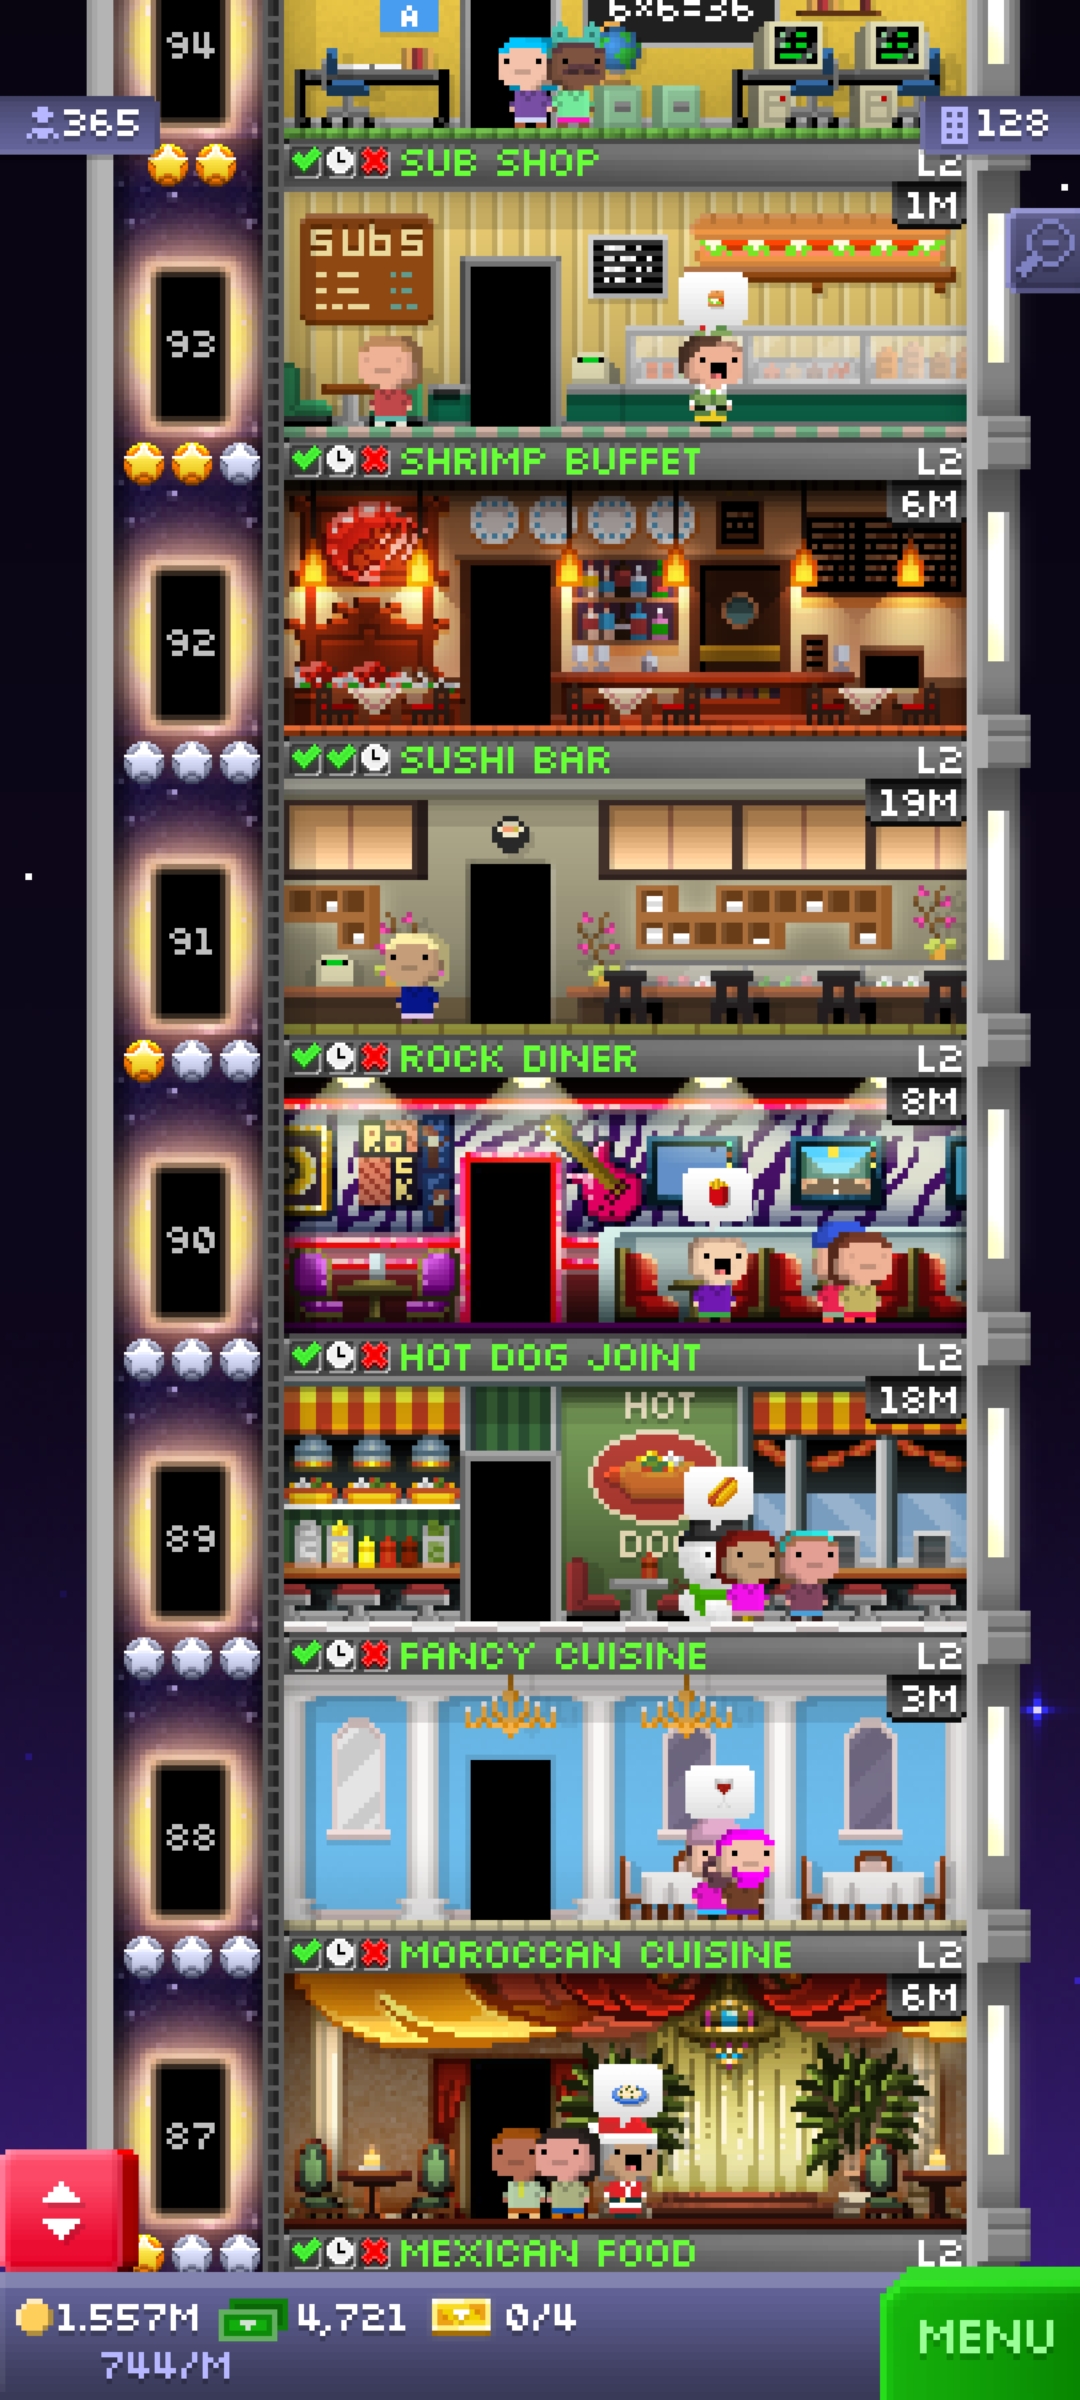 94
A
6×6=36
365
128
SUB SHOP L2
1M
SUBS
93
SHRIMP BUFFET L2
6M
92
SUSHI BAR L2
19M
91
ROCK DINER L2
8M
ROCK
90
HOT DOG JOINT L2
18M
HOT
DOG
89
FANCY CUISINE L2
3M
88
MOROCCAN CUISINE L2
6M
87
MEXICAN FOOD L2
1.557M 4,721 0/4
744/M
MENU